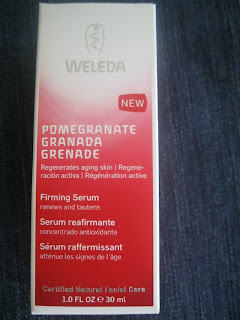 WELEDA
NEW
POMEGRANATE
GRANADA
GRENADE
Regenerates aging skin | Regene-
ración activa | Régénération active
Firming Serum
renews and tautens
Serum reafirmante
concentrado antioxidante
Sérum raffermissant
atténue les signes de l'âge
Certified Natural Facial Care
1.0 FL OZ ℮ 30 ml